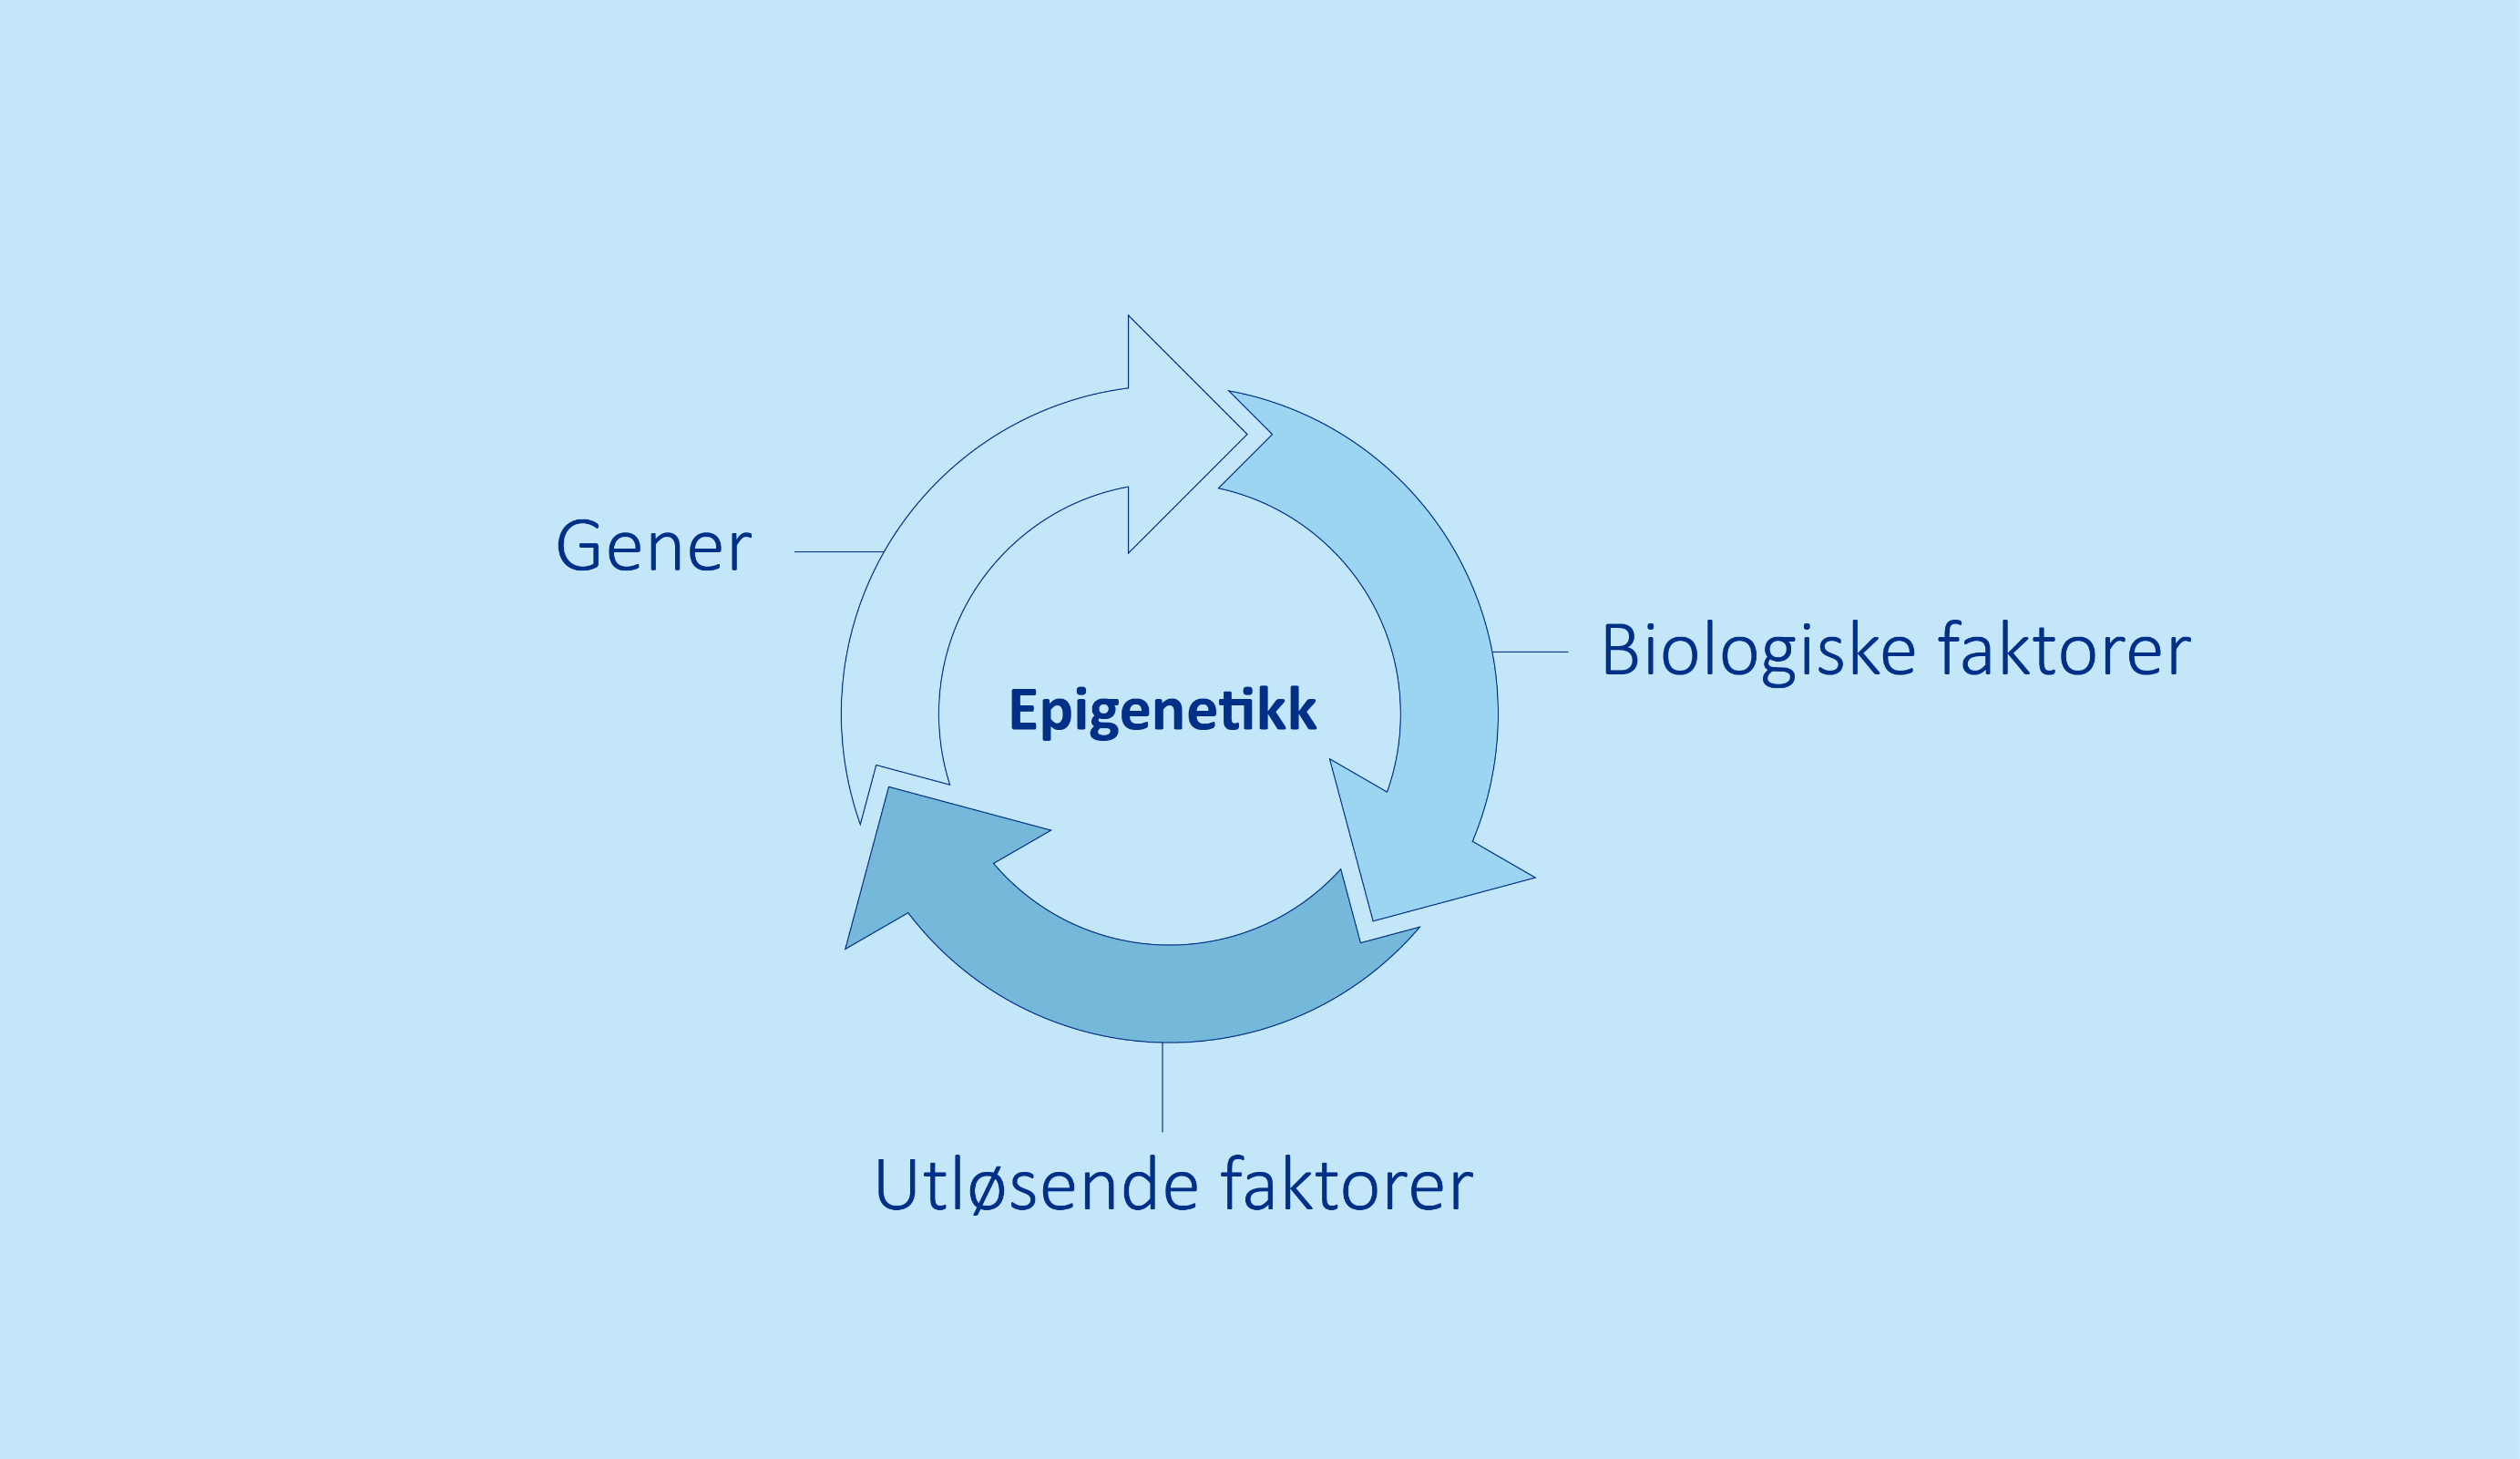 Gener
Biologiske faktorer
Epigenetikk
Utløsende faktorer